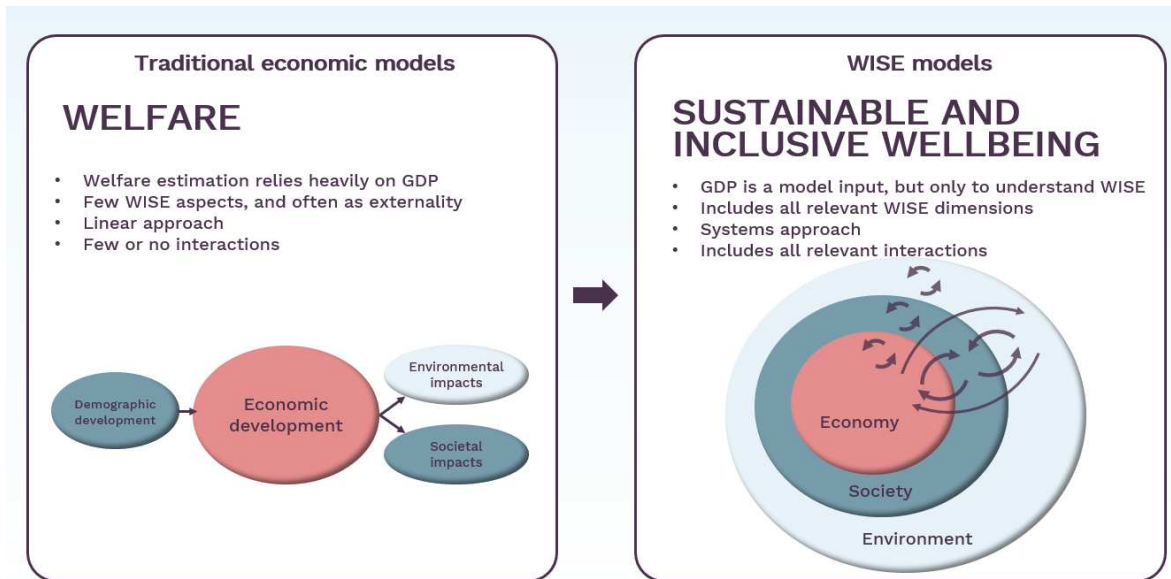 Traditional economic models
WELFARE
• Welfare estimation relies heavily on GDP
• Few WISE aspects, and often as externality
• Linear approach
• Few or no interactions
Demographic
development
Economic
development
Environmental
impacts
Societal
impacts
WISE models
SUSTAINABLE AND
INCLUSIVE WELLBEING
• GDP is a model input, but only to understand WISE
• Includes all relevant WISE dimensions
• Systems approach
• Includes all relevant interactions
Economy
Society
Environment